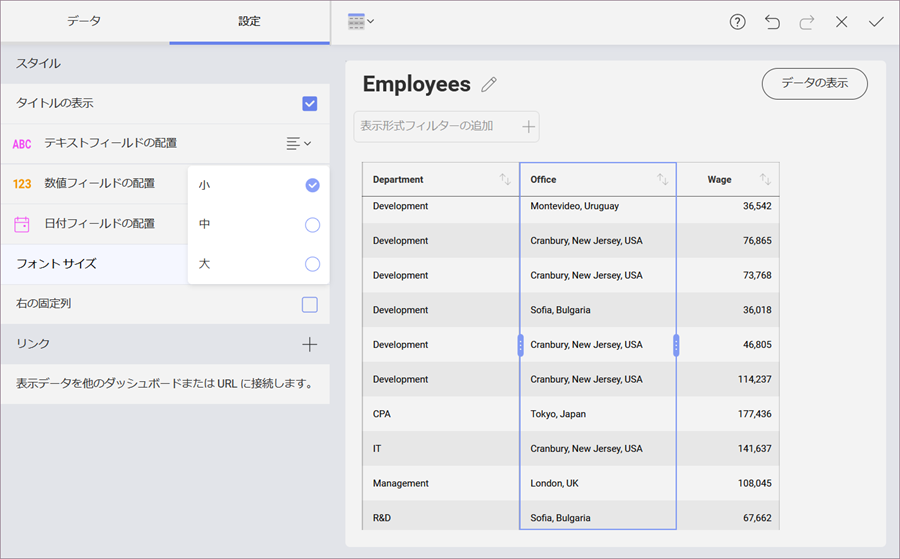 データ
設定
スタイル
タイトルの表示
ABC テキストフィールドの配置
123 数値フィールドの配置
日付フィールドの配置
フォント サイズ
小
中
大
右の固定列
リンク
表示データを他のダッシュボードまたは URL に接続します。
Employees
データの表示
表示形式フィルターの追加
Department Office Wage
Development Montevideo, Uruguay 36,542
Development Cranbury, New Jersey, USA 76,865
Development Cranbury, New Jersey, USA 73,768
Development Sofia, Bulgaria 36,018
Development Cranbury, New Jersey, USA 46,805
Development Cranbury, New Jersey, USA 114,237
CPA Tokyo, Japan 177,436
IT Cranbury, New Jersey, USA 141,637
Management London, UK 108,045
R&D Sofia, Bulgaria 67,662